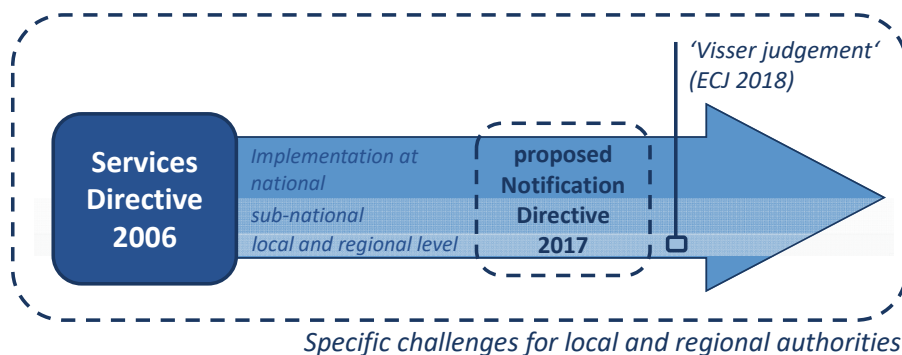 ‘Visser judgement‘
(ECJ 2018)
Services
Directive
2006
Implementation at
national
sub-national
local and regional level
proposed
Notification
Directive
2017
Specific challenges for local and regional authorities